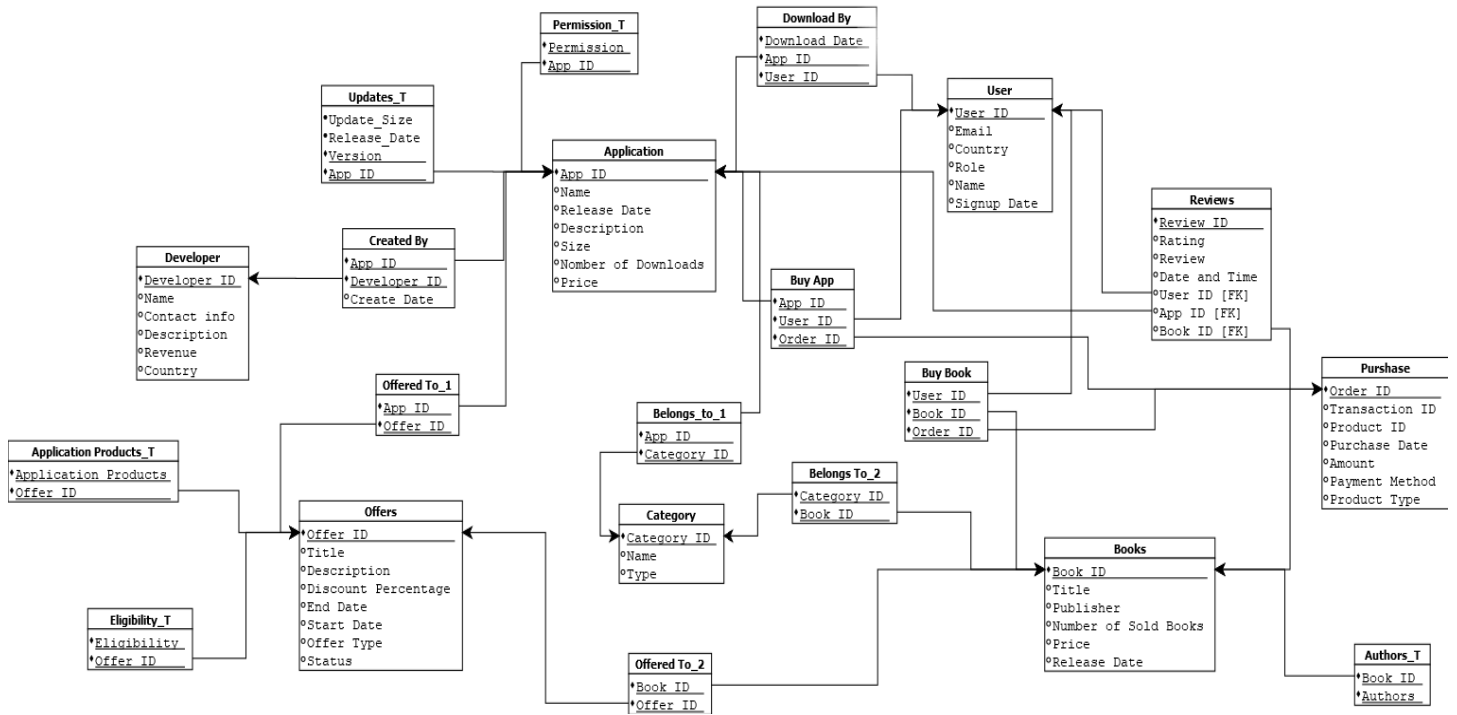 Permission_T
Permission
App ID
Download By
Download Date
App ID
User ID
Updates_T
Update_Size
Release_Date
Version
App ID
User
User ID
Email
Country
Role
Name
Signup Date
Application
App ID
Name
Release Date
Description
Size
Nomber of Downloads
Price
Reviews
Review ID
Rating
Review
Date and Time
User ID [FK]
App ID [FK]
Book ID [FK]
Developer
Developer ID
Name
Contact info
Description
Revenue
Country
Created By
App ID
Developer ID
Create Date
Buy App
App ID
User ID
Order ID
Buy Book
User ID
Book ID
Order ID
Purshase
Order ID
Transaction ID
Product ID
Purchase Date
Amount
Payment Method
Product Type
Offered To_1
App ID
Offer ID
Belongs_to_1
App ID
Category ID
Application Products_T
Application Products
Offer ID
Belongs To_2
Category ID
Book ID
Offers
Offer ID
Title
Description
Discount Percentage
End Date
Start Date
Offer Type
Status
Category
Category ID
Name
Type
Books
Book ID
Title
Publisher
Number of Sold Books
Price
Release Date
Eligibility_T
Eligibility
Offer ID
Offered To_2
Book ID
Offer ID
Authors_T
Book ID
Authors